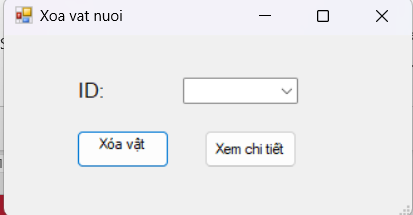 Xoa vat nuoi
ID:
Xóa vật
Xem chi tiết